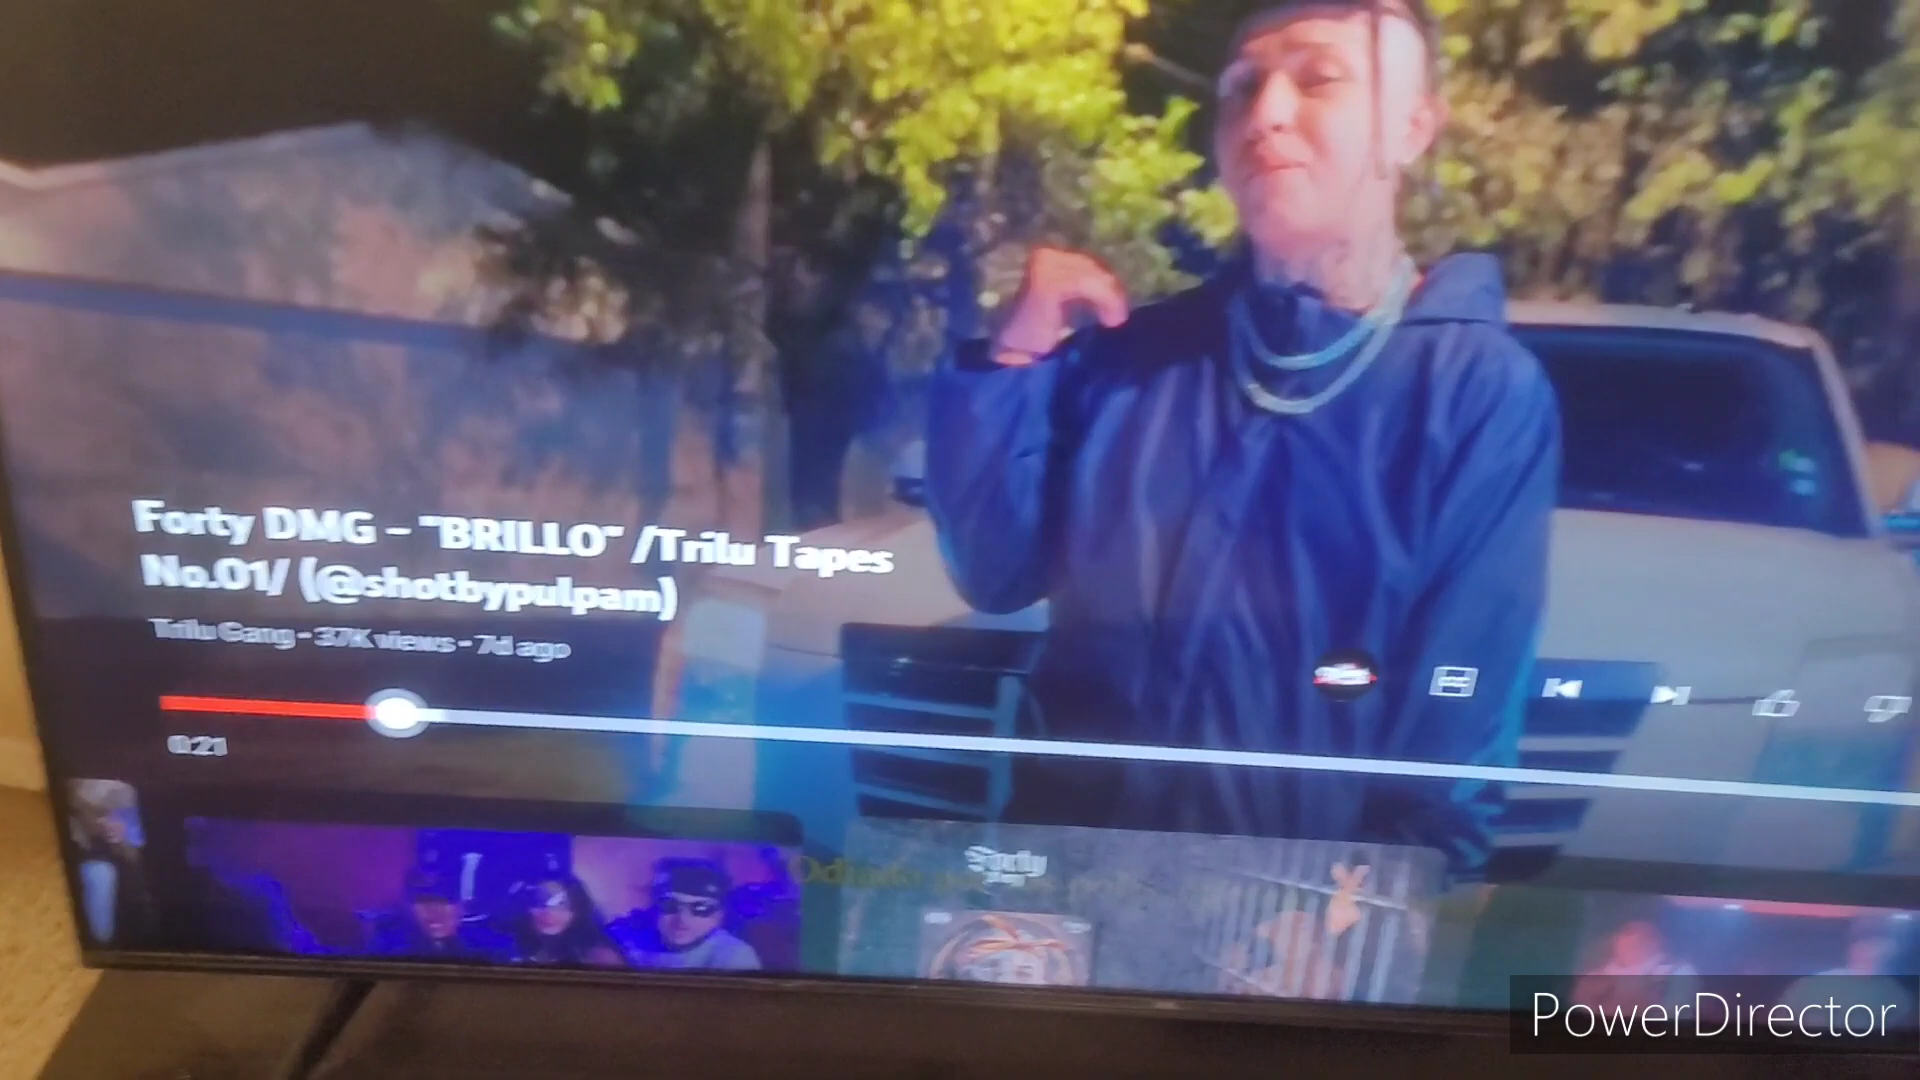 Forty DMG - "BRILLO" /Trilu Tapes
No.01/ (@shotbypulpam)
Trilu Gang · 37K views · 7d ago
0:21
PowerDirector